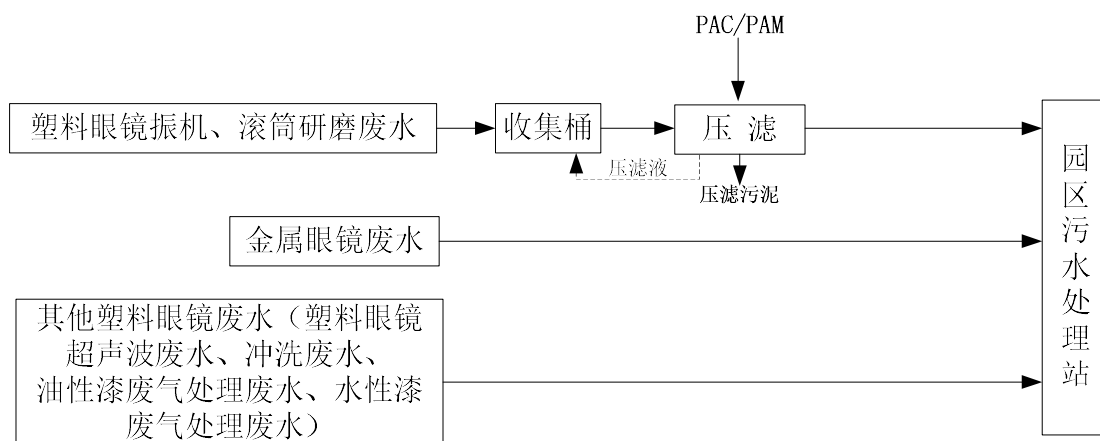 PAC/PAM
塑料眼镜振机、滚筒研磨废水
收集桶
压 滤
压滤液
压滤污泥
金属眼镜废水
其他塑料眼镜废水（塑料眼镜
超声波废水、冲洗废水、
油性漆废气处理废水、水性漆
废气处理废水）
园区污水处理站